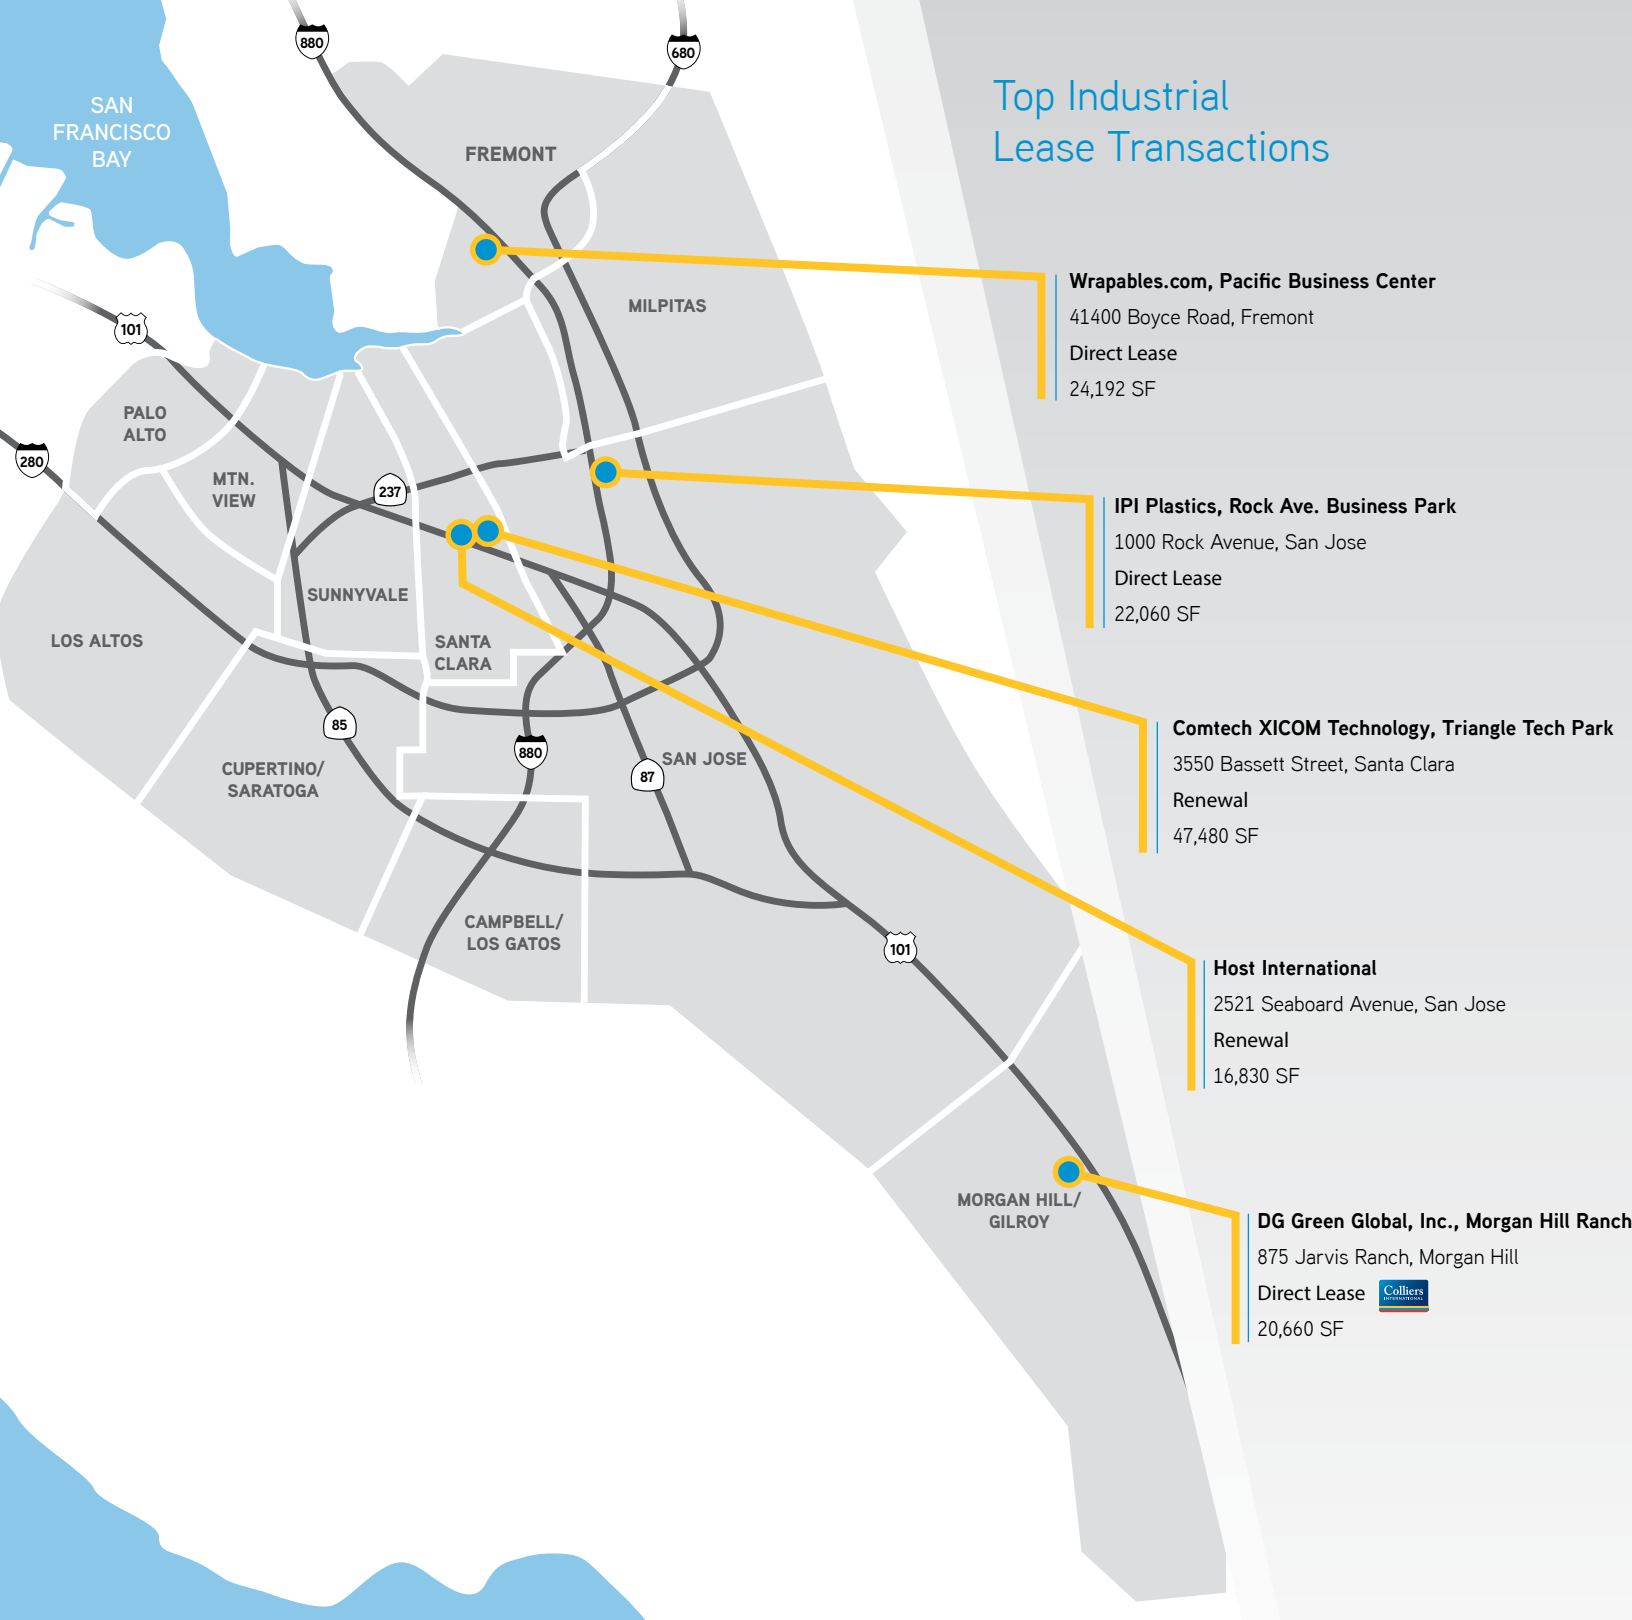 880
680
SAN
FRANCISCO
BAY
FREMONT
Top Industrial
Lease Transactions
MILPITAS
101
Wrapables.com, Pacific Business Center
41400 Boyce Road, Fremont
Direct Lease
24,192 SF
PALO
ALTO
280
MTN.
VIEW
237
IPI Plastics, Rock Ave. Business Park
1000 Rock Avenue, San Jose
Direct Lease
22,060 SF
SUNNYVALE
LOS ALTOS
SANTA
CLARA
85
880
87
SAN JOSE
CUPERTINO/
SARATOGA
Comtech XICOM Technology, Triangle Tech Park
3550 Bassett Street, Santa Clara
Renewal
47,480 SF
CAMPBELL/
LOS GATOS
101
Host International
2521 Seaboard Avenue, San Jose
Renewal
16,830 SF
MORGAN HILL/
GILROY
DG Green Global, Inc., Morgan Hill Ranch
875 Jarvis Ranch, Morgan Hill
Direct Lease
Colliers
INTERNATIONAL
20,660 SF